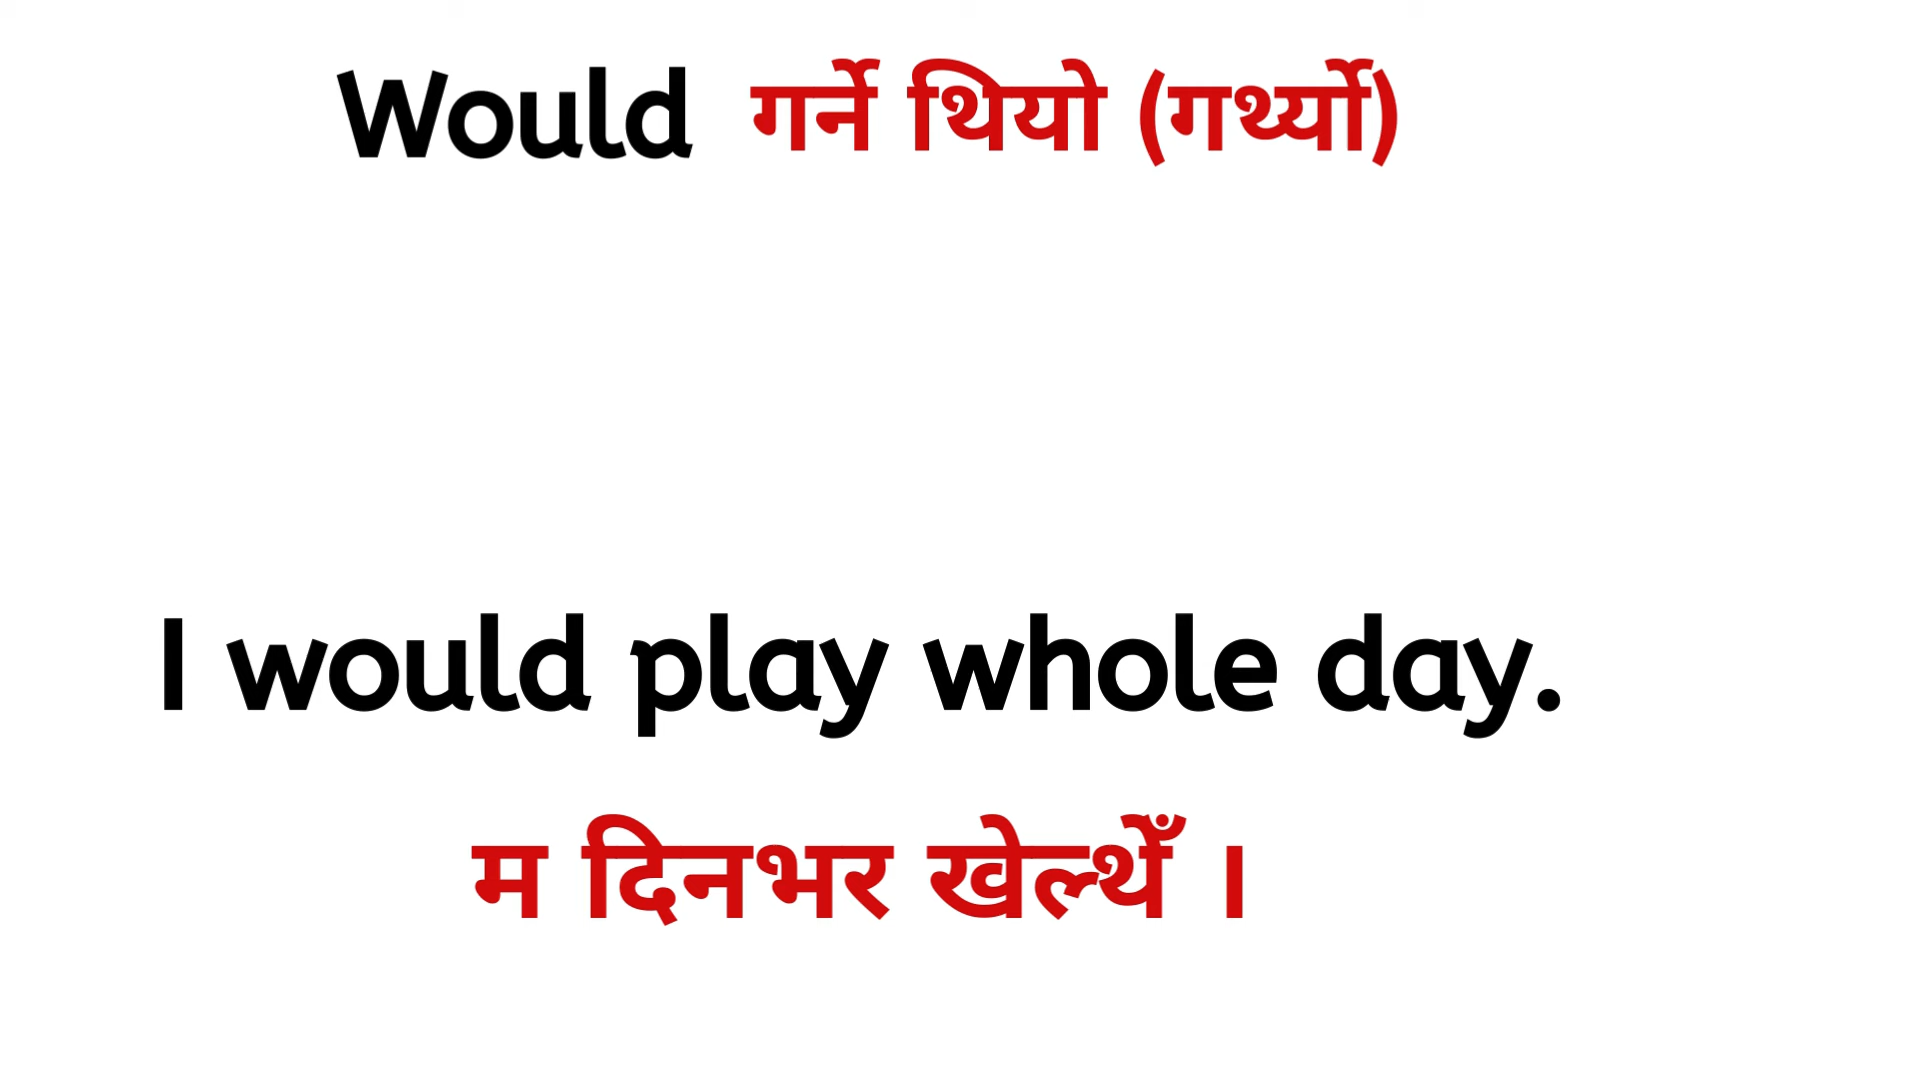 Would गर्ने थियो (गर्थ्यो)
I would play whole day.
म दिनभर खेल्थेँ ।